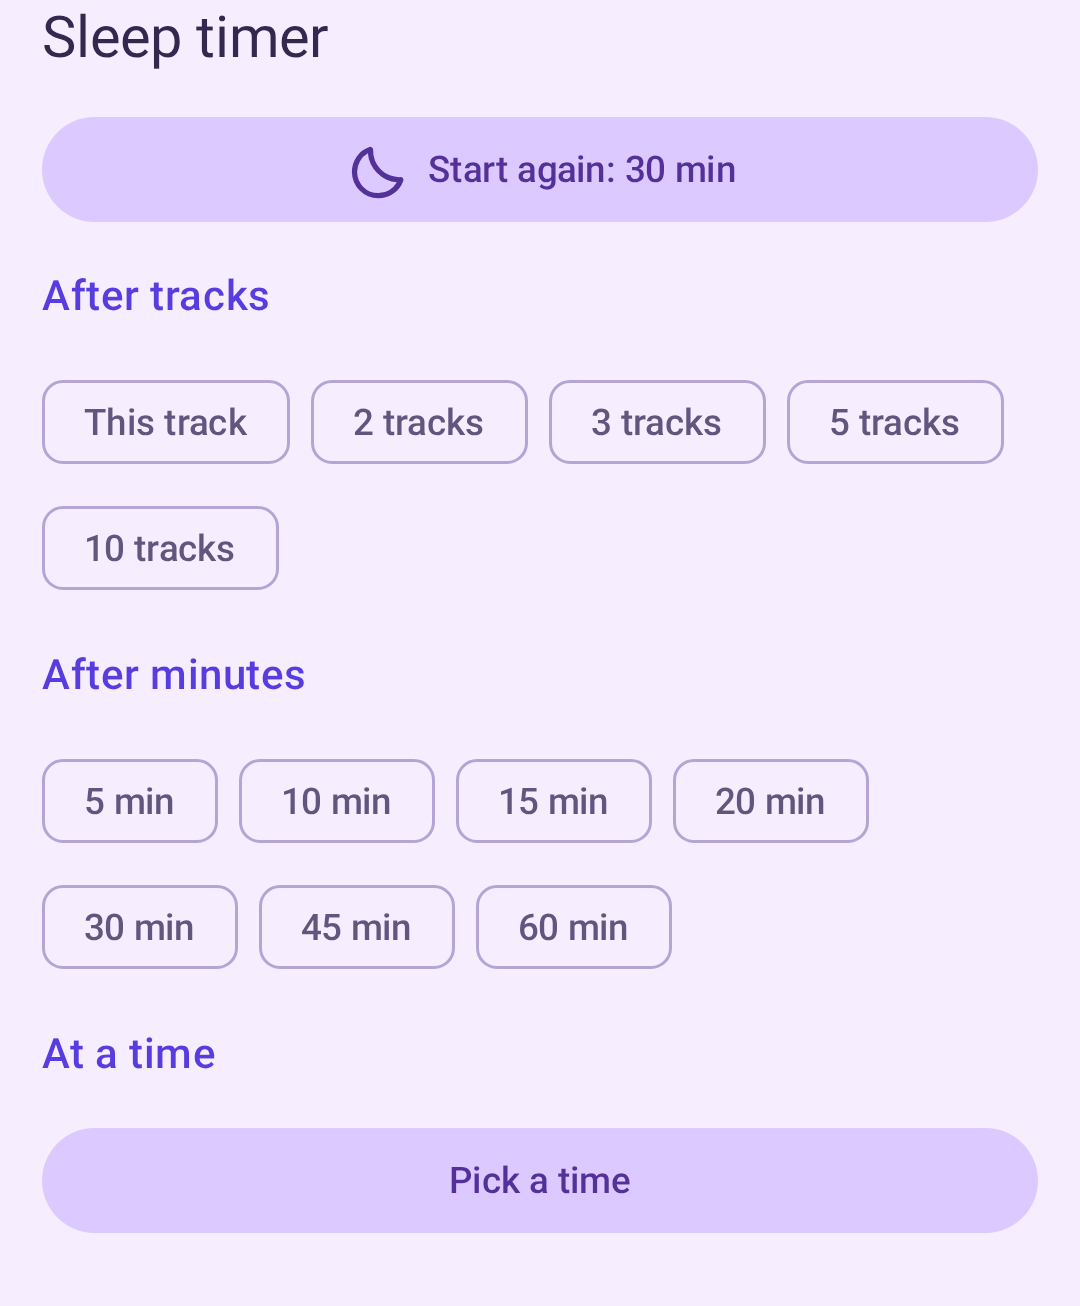 Sleep timer
Start again: 30 min
After tracks
This track 2 tracks 3 tracks 5 tracks
10 tracks
After minutes
5 min 10 min 15 min 20 min
30 min 45 min 60 min
At a time
Pick a time